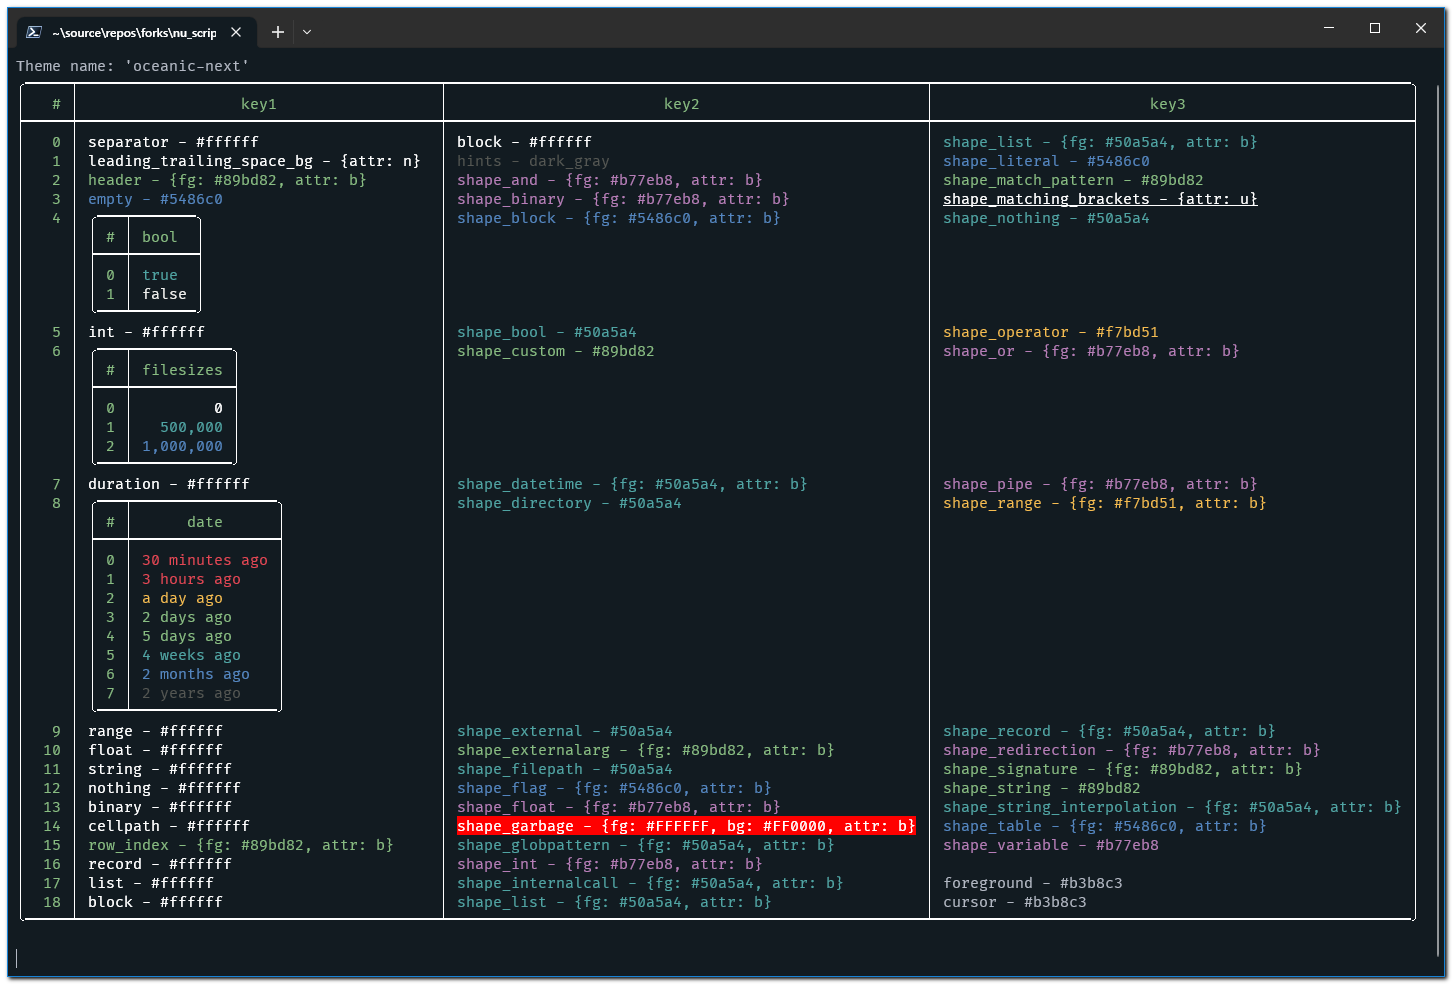 ~\source\repos\forks\nu_scrip
Theme name: 'oceanic-next'
# key1 key2 key3
0 separator - #ffffff block - #ffffff shape_list - {fg: #50a5a4, attr: b}
1 leading_trailing_space_bg - {attr: n} hints - dark_gray shape_literal - #5486c0
2 header - {fg: #89bd82, attr: b} shape_and - {fg: #b77eb8, attr: b} shape_match_pattern - #89bd82
3 empty - #5486c0 shape_binary - {fg: #b77eb8, attr: b} shape_matching_brackets - {attr: u}
4 shape_block - {fg: #5486c0, attr: b} shape_nothing - #50a5a4
# bool
0 true
1 false
5 int - #ffffff shape_bool - #50a5a4 shape_operator - #f7bd51
6 shape_custom - #89bd82 shape_or - {fg: #b77eb8, attr: b}
# filesizes
0 0
1 500,000
2 1,000,000
7 duration - #ffffff shape_datetime - {fg: #50a5a4, attr: b} shape_pipe - {fg: #b77eb8, attr: b}
8 shape_directory - #50a5a4 shape_range - {fg: #f7bd51, attr: b}
# date
0 30 minutes ago
1 3 hours ago
2 a day ago
3 2 days ago
4 5 days ago
5 4 weeks ago
6 2 months ago
7 2 years ago
9 range - #ffffff shape_external - #50a5a4 shape_record - {fg: #50a5a4, attr: b}
10 float - #ffffff shape_externalarg - {fg: #89bd82, attr: b} shape_redirection - {fg: #b77eb8, attr: b}
11 string - #ffffff shape_filepath - #50a5a4 shape_signature - {fg: #89bd82, attr: b}
12 nothing - #ffffff shape_flag - {fg: #5486c0, attr: b} shape_string - #89bd82
13 binary - #ffffff shape_float - {fg: #b77eb8, attr: b} shape_string_interpolation - {fg: #50a5a4, attr: b}
14 cellpath - #ffffff shape_garbage - {fg: #FFFFFF, bg: #FF0000, attr: b} shape_table - {fg: #5486c0, attr: b}
15 row_index - {fg: #89bd82, attr: b} shape_globpattern - {fg: #50a5a4, attr: b} shape_variable - #b77eb8
16 record - #ffffff shape_int - {fg: #b77eb8, attr: b}
17 list - #ffffff shape_internalcall - {fg: #50a5a4, attr: b} foreground - #b3b8c3
18 block - #ffffff shape_list - {fg: #50a5a4, attr: b} cursor - #b3b8c3